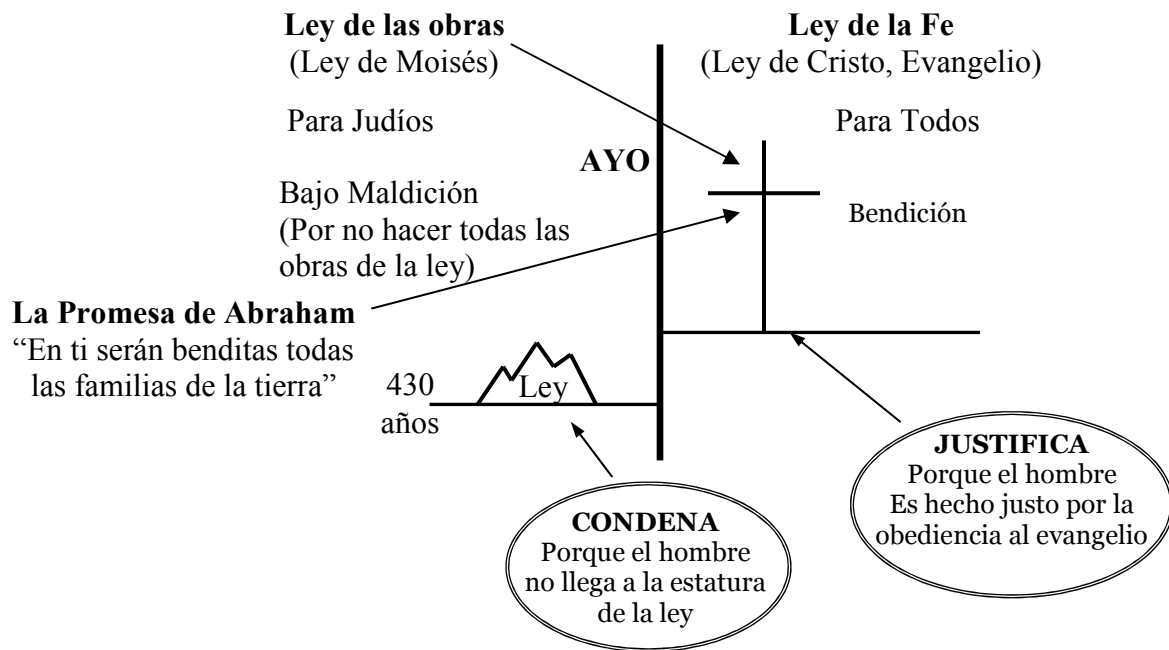 Ley de las obras
(Ley de Moisés)
Para Judíos
Bajo Maldición
(Por no hacer todas las
obras de la ley)
La Promesa de Abraham
“En ti serán benditas todas
las familias de la tierra”
430
años
Ley
AYO
Ley de la Fe
(Ley de Cristo, Evangelio)
Para Todos
Bendición
CONDENA
Porque el hombre
no llega a la estatura
de la ley
JUSTIFICA
Porque el hombre
Es hecho justo por la
obediencia al evangelio